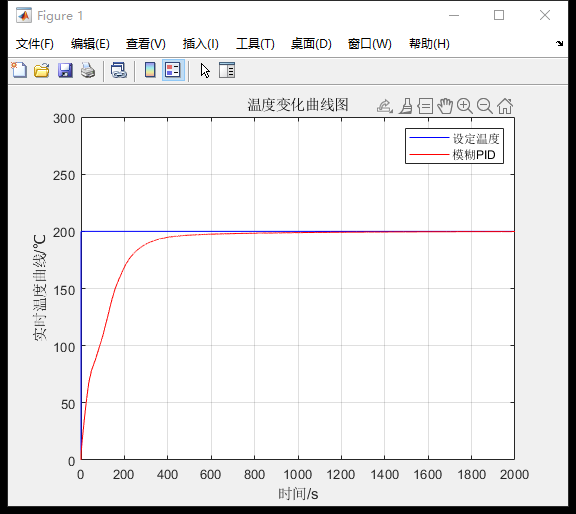 Figure 1
文件(F) 编辑(E) 查看(V) 插入(I) 工具(T) 桌面(D) 窗口(W) 帮助(H)
温度变化曲线图
设定温度
模糊PID
300
250
200
150
100
50
0
实时温度曲线/℃
0 200 400 600 800 1000 1200 1400 1600 1800 2000
时间/s